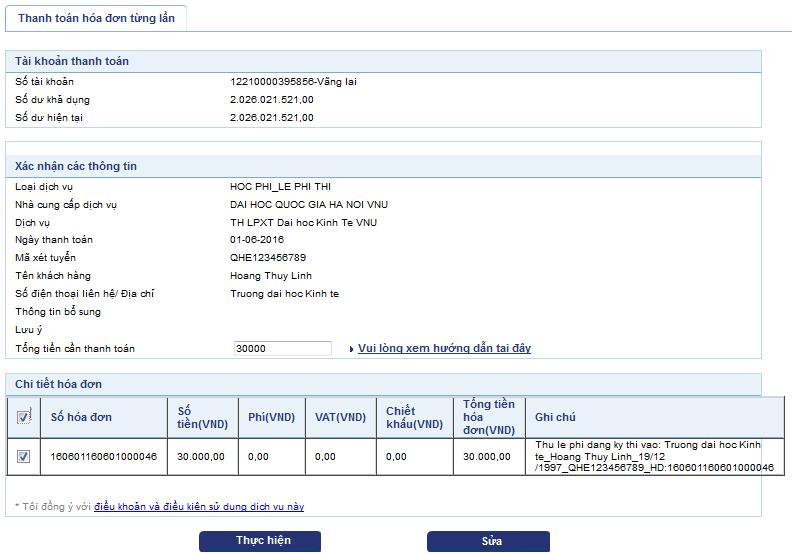 Thanh toán hóa đơn từng lần
Tài khoản thanh toán
Số tài khoản 12210000395856-Vãng lai
Số dư khả dụng 2.026.021.521,00
Số dư hiện tại 2.026.021.521,00
Xác nhận các thông tin
Loại dịch vụ HOC PHI_LE PHI THI
Nhà cung cấp dịch vụ DAI HOC QUOC GIA HA NOI VNU
Dịch vụ TH LPXT Dai hoc Kinh Te VNU
Ngày thanh toán 01-06-2016
Mã xét tuyển QHE123456789
Tên khách hàng Hoang Thuy Linh
Số điện thoại liên hệ/ Địa chỉ Truong dai hoc Kinh te
Thông tin bổ sung
Lưu ý
Tổng tiền cần thanh toán 30000 Vui lòng xem hướng dẫn tại đây
Chi tiết hóa đơn
Số hóa đơn Số tiền(VND) Phí(VND) VAT(VND) Chiết khấu(VND) Tổng tiền hóa đơn(VND) Ghi chú
160601160601000046 30.000,00 0,00 0,00 0,00 30.000,00 Thu le phi dang ky thi vao: Truong dai hoc Kinh
te_Hoang Thuy Linh_19/12
/1997_QHE123456789_HD:160601160601000046
* Tôi đồng ý với điều khoản và điều kiện sử dụng dịch vụ này
Thực hiện Sửa